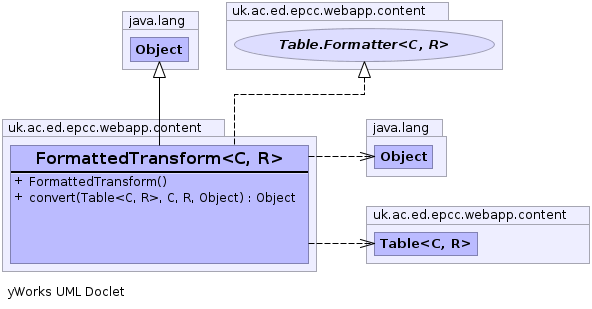 java.lang
Object
uk.ac.ed.epcc.webapp.content
Table.Formatter<C, R>
uk.ac.ed.epcc.webapp.content
FormattedTransform<C, R>
+ FormattedTransform()
+ convert(Table<C, R>, C, R, Object) : Object
java.lang
Object
uk.ac.ed.epcc.webapp.content
Table<C, R>
yWorks UML Doclet